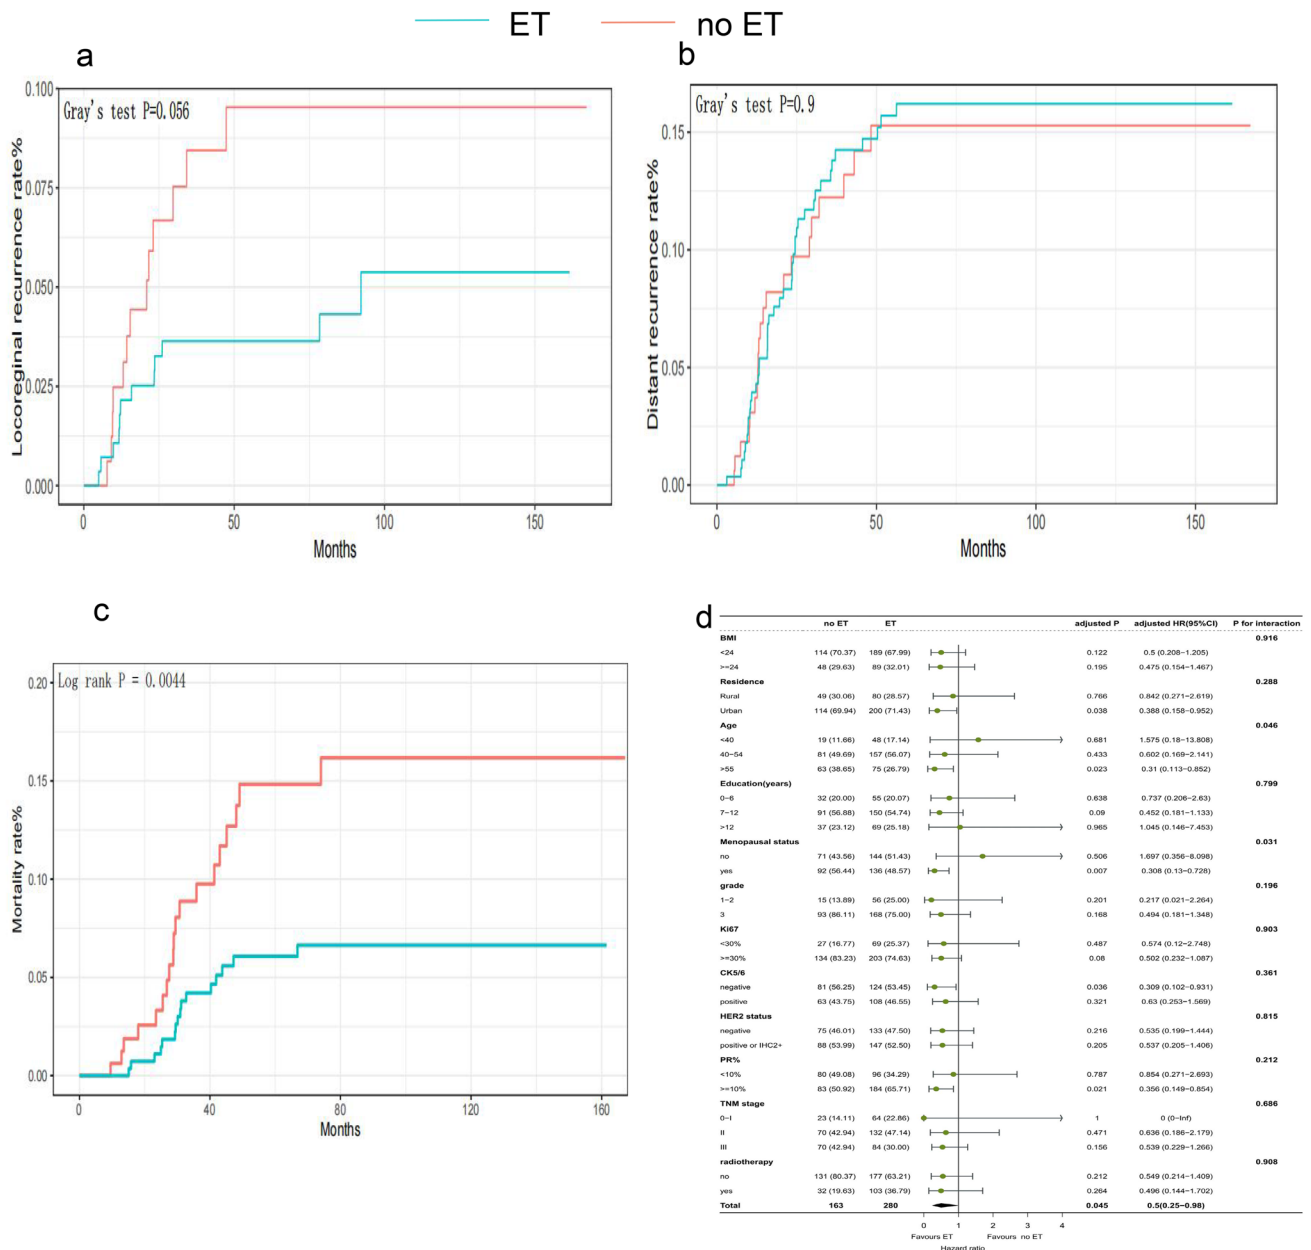 ET no ET
a
Gray's test P=0.056
0.100
0.075
0.050
0.025
0.000
Locoreginal recurrence rate%
0 50 100 150
Months
b
Gray's test P=0.9
0.15
0.10
0.05
0.00
Distant recurrence rate%
0 50 100 150
Months
c
Log rank P = 0.0044
0.20
0.15
0.10
0.05
0.00
Mortality rate%
0 40 80 120 160
Months
d
no ET ET adjusted P adjusted HR(95%CI) P for interaction
BMI 0.916
<24 114 (70.37) 189 (67.99) 0.122 0.5 (0.208−1.205)
>=24 48 (29.63) 89 (32.01) 0.195 0.475 (0.154−1.467)
Residence 0.288
Rural 49 (30.06) 80 (28.57) 0.766 0.842 (0.271−2.619)
Urban 114 (69.94) 200 (71.43) 0.038 0.388 (0.158−0.952)
Age 0.046
<40 19 (11.66) 48 (17.14) 0.681 1.575 (0.18−13.808)
40−54 81 (49.69) 157 (56.07) 0.433 0.602 (0.169−2.141)
>55 63 (38.65) 75 (26.79) 0.023 0.31 (0.113−0.852)
Education(years) 0.799
0−6 32 (20.00) 55 (20.07) 0.638 0.737 (0.206−2.63)
7−12 91 (56.88) 150 (54.74) 0.09 0.452 (0.181−1.133)
>12 37 (23.12) 69 (25.18) 0.965 1.045 (0.146−7.453)
Menopausal status 0.031
no 71 (43.56) 144 (51.43) 0.506 1.697 (0.356−8.098)
yes 92 (56.44) 136 (48.57) 0.007 0.308 (0.13−0.728)
grade 0.196
1−2 15 (13.89) 56 (25.00) 0.201 0.217 (0.021−2.264)
3 93 (86.11) 168 (75.00) 0.168 0.494 (0.181−1.348)
Ki67 0.903
<30% 27 (16.77) 69 (25.37) 0.487 0.574 (0.12−2.748)
>=30% 134 (83.23) 203 (74.63) 0.08 0.502 (0.232−1.087)
CK5/6 0.361
negative 81 (56.25) 124 (53.45) 0.036 0.309 (0.102−0.931)
positive 63 (43.75) 108 (46.55) 0.321 0.63 (0.253−1.569)
HER2 status 0.815
negative 75 (46.01) 133 (47.50) 0.216 0.535 (0.199−1.444)
positive or IHC2+ 88 (53.99) 147 (52.50) 0.205 0.537 (0.205−1.406)
PR% 0.212
<10% 80 (49.08) 96 (34.29) 0.787 0.854 (0.271−2.693)
>=10% 83 (50.92) 184 (65.71) 0.021 0.356 (0.149−0.854)
TNM stage 0.686
0−I 23 (14.11) 64 (22.86) 1 0 (0−Inf)
II 70 (42.94) 132 (47.14) 0.471 0.636 (0.186−2.179)
III 70 (42.94) 84 (30.00) 0.156 0.539 (0.229−1.266)
radiotherapy 0.908
no 131 (80.37) 177 (63.21) 0.212 0.549 (0.214−1.409)
yes 32 (19.63) 103 (36.79) 0.264 0.496 (0.144−1.702)
Total 163 280 0.045 0.5(0.25−0.98)
0 1 2 3 4
Favours ET Favours no ET
Hazard ratio